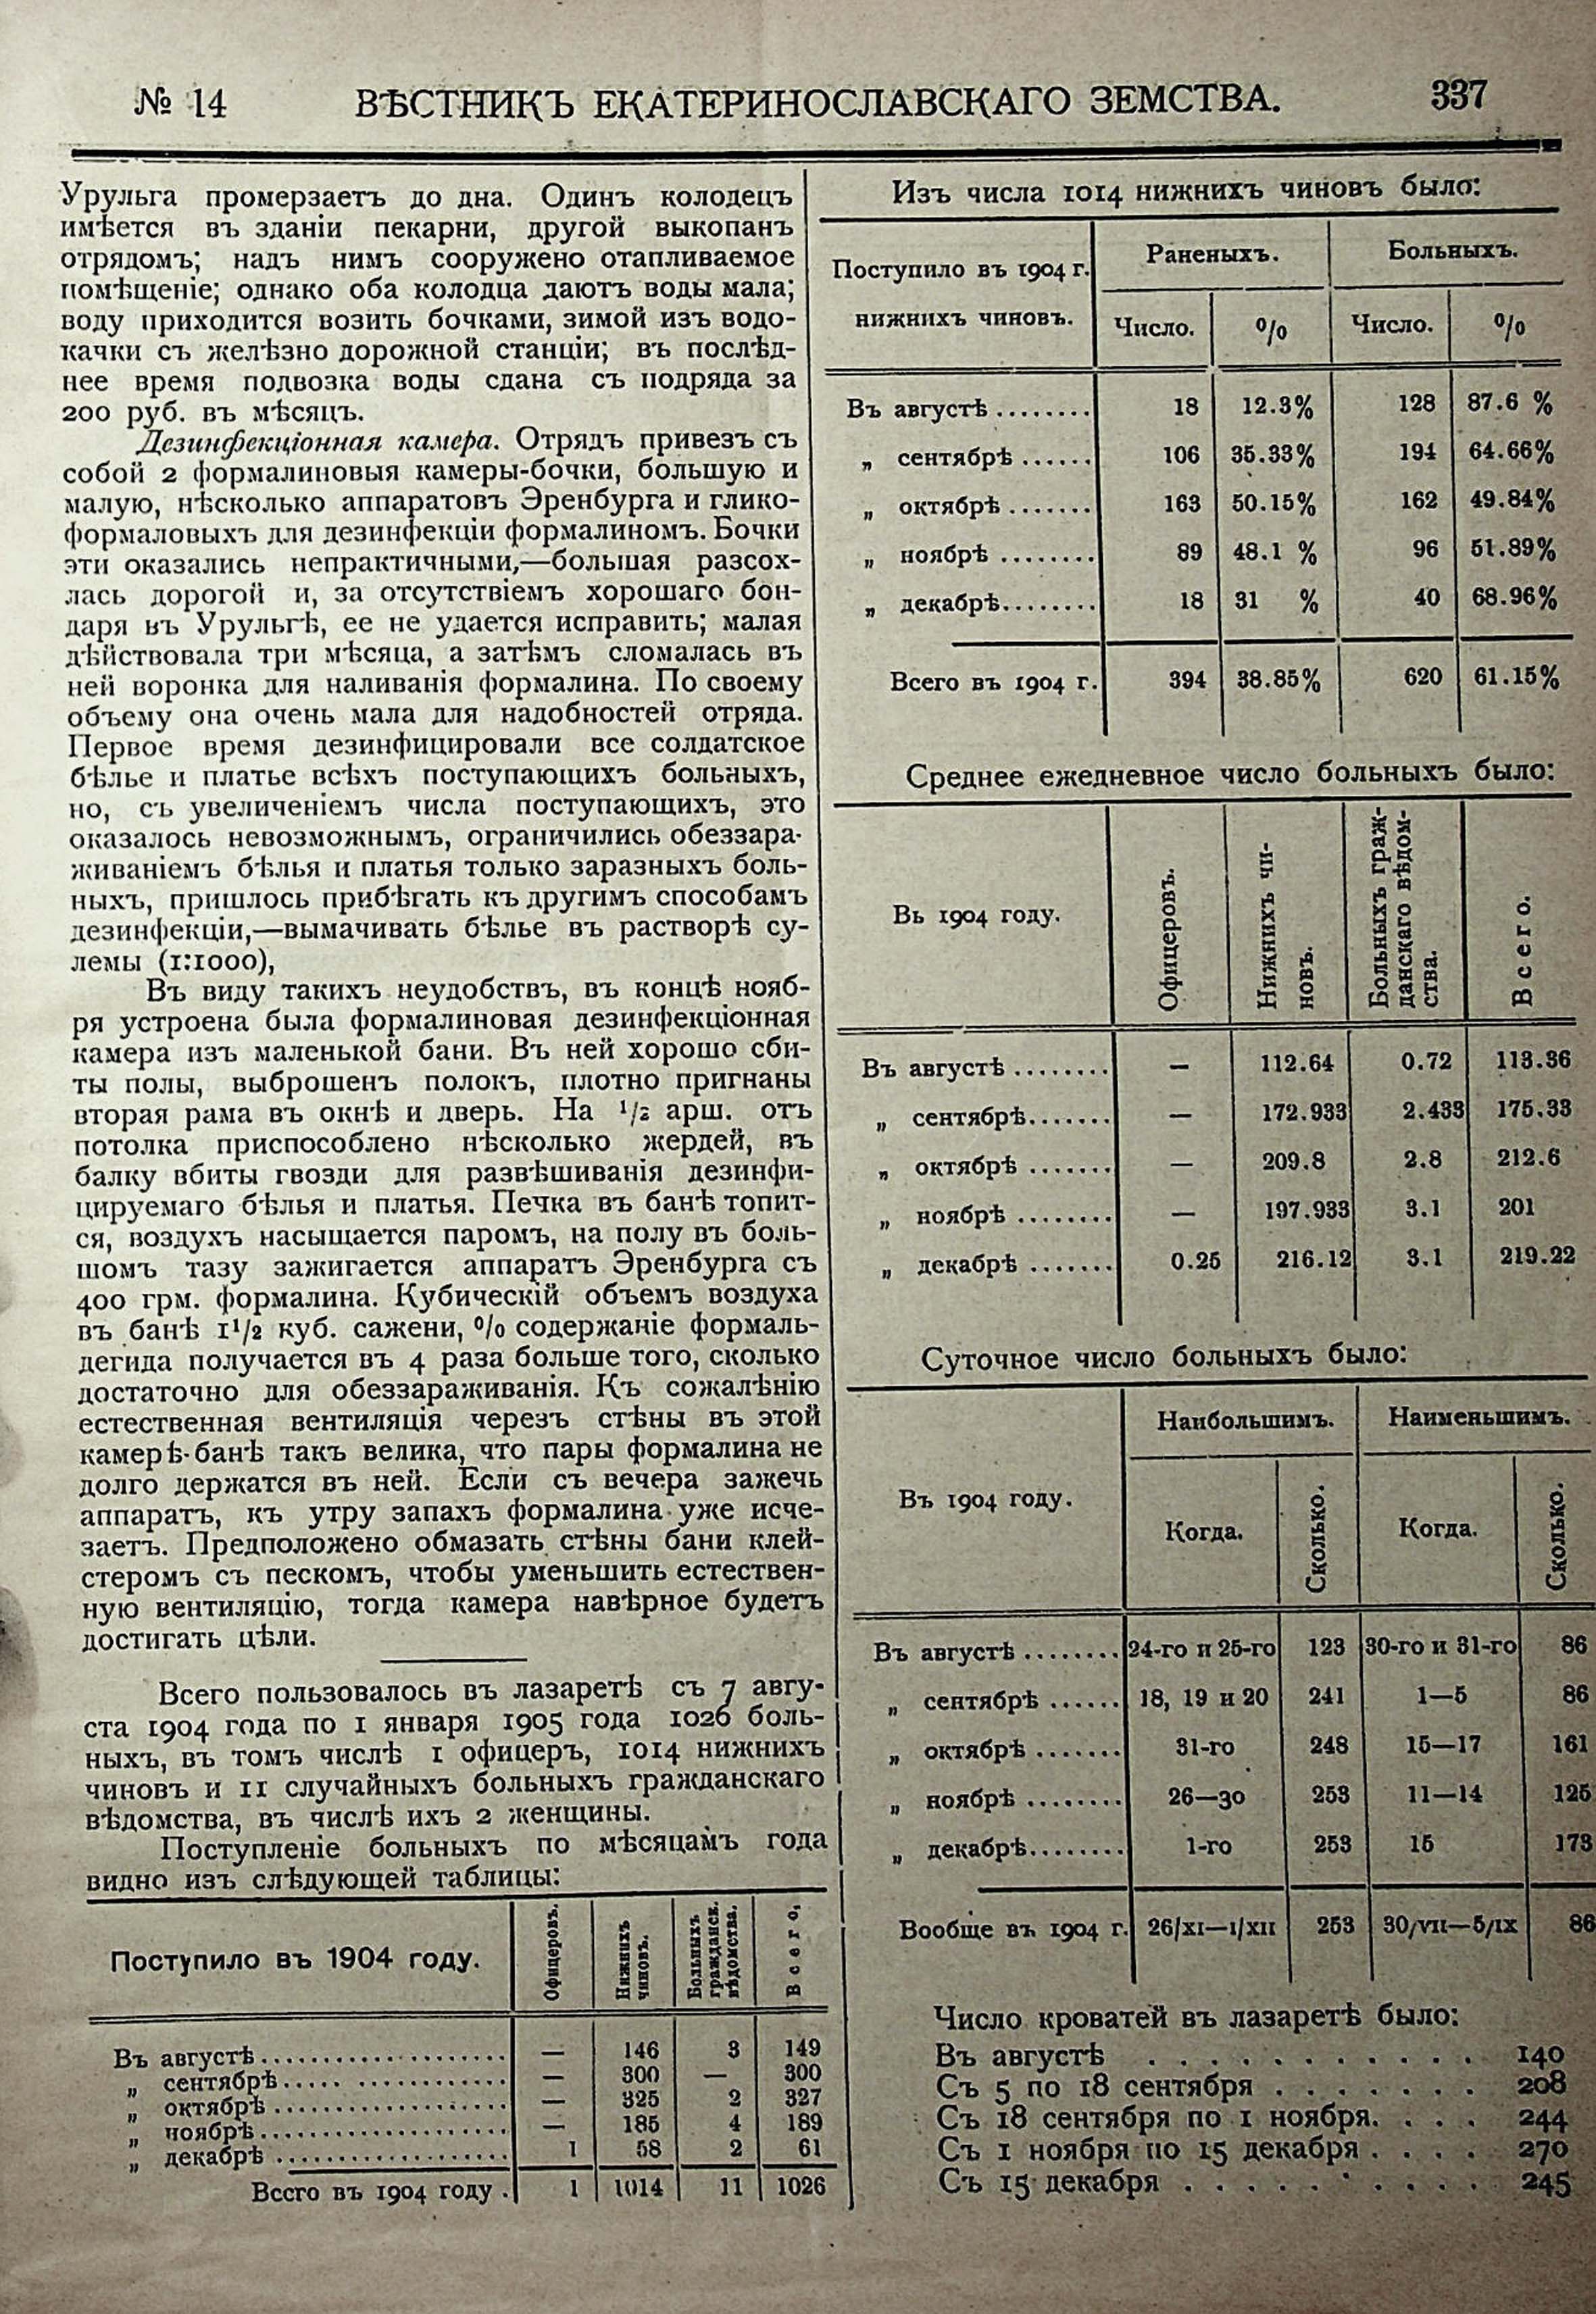 № 14
ВѢСТНИКЪ ЕКАТЕРИНОСЛАВСКАГО ЗЕМСТВА.
337
Урульга промерзаетъ до дна. Одинъ колодецъ
имѣется въ зданіи пекарни, другой выкопанъ
отрядомъ; надъ нимъ сооружено отапливаемое
помѣщеніе; однако оба колодца даютъ воды мала;
воду приходится возить бочками, зимой изъ водо-
качки съ желѣзно дорожной станціи; въ послѣд-
нее время подвозка воды сдана съ подряда за
200 руб. въ мѣсяцъ.
Дезинфекціонная камера. Отрядъ привезъ съ
собой 2 формалиновыя камеры-бочки, большую и
малую, нѣсколько аппаратовъ Эренбурга и глико-
формаловыхъ для дезинфекціи формалиномъ. Бочки
эти оказались непрактичными,—большая разсох-
лась дорогой и, за отсутствіемъ хорошаго бон-
даря въ Урульгѣ, ее не удается исправить; малая
дѣйствовала три мѣсяца, а затѣмъ сломалась въ
ней воронка для наливанія формалина. По своему
объему она очень мала для надобностей отряда.
Первое время дезинфицировали все солдатское
бѣлье и платье всѣхъ поступающихъ больныхъ,
но, съ увеличеніемъ числа поступающихъ, это
оказалось невозможнымъ, ограничились обеззара-
живаніемъ бѣлья и платья только заразныхъ боль-
ныхъ, пришлось прибѣгать къ другимъ способамъ
дезинфекціи,—вымачивать бѣлье въ растворѣ су-
лемы (1:1000),
Въ виду такихъ неудобствъ, въ концѣ нояб-
ря устроена была формалиновая дезинфекціонная
камера изъ маленькой бани. Въ ней хорошо сби-
ты полы, выброшенъ полокъ, плотно пригнаны
вторая рама въ окнѣ и дверь. На 1/2 арш. отъ
потолка приспособлено нѣсколько жердей, въ
балку вбиты гвозди для развѣшиванія дезинфи-
цируемаго бѣлья и платья. Печка въ банѣ топит-
ся, воздухъ насыщается паромъ, на полу въ боль-
шомъ тазу зажигается аппаратъ Эренбурга съ
400 грм. формалина. Кубическій объемъ воздуха
въ банѣ 1 1/2 куб. сажени, % содержаніе формаль-
дегида получается въ 4 раза больше того, сколько
достаточно для обеззараживанія. Къ сожалѣнію
естественная вентиляція черезъ стѣны въ этой
камерѣ-банѣ такъ велика, что пары формалина не
долго держатся въ ней. Если съ вечера зажечь
аппаратъ, къ утру запахъ формалина уже исче-
заетъ. Предположено обмазать стѣны бани клей-
стеромъ съ пескомъ, чтобы уменьшить естествен-
ную вентиляцію, тогда камера навѣрное будетъ
достигать цѣли.
Всего пользовалось въ лазаретѣ съ 7 авгу-
ста 1904 года по 1 января 1905 года 1026 боль-
ныхъ, въ томъ числѣ 1 офицеръ, 1014 нижнихъ
чиновъ и 11 случайныхъ больныхъ гражданскаго
вѣдомства, въ числѣ ихъ 2 женщины.
Поступленіе больныхъ по мѣсяцамъ года
видно изъ слѣдующей таблицы:
Поступило въ 1904 году. Офицеровъ. Нижнихъ чиновъ. Больныхъ гражданск. вѣдомства. Всего,
Въ августѣ — 146 3 149
„ сентябрѣ — 300 — 300
„ октябрѣ — 325 2 327
„ ноябрѣ — 185 4 189
„ декабрѣ 1 58 2 61
Всего въ 1904 году . 1 1014 11 1026
Изъ числа 1014 нижнихъ чиновъ было:
Поступило въ 1904 г. Раненыхъ. Больныхъ.
нижнихъ чиновъ. Число. % Число. %
Въ августѣ 18 12.3% 128 87.6 %
„ сентябрѣ 106 35.33% 194 64.66%
„ октябрѣ 163 50.15% 162 49.84%
„ ноябрѣ 89 48.1 % 96 51.89%
„ декабрѣ 18 31 % 40 68.96%
Всего въ 1904 г. 394 38.85% 620 61.15%
Среднее ежедневное число больныхъ было:
Вь 1904 году. Офицеровъ. Нижнихъ чи-новъ. Больныхъ граж-данскаго вѣдом-ства. Всего.
Въ августѣ — 112.64 0.72 113.36
„ сентябрѣ — 172.933 2.433 175.33
„ октябрѣ — 209.8 2.8 212.6
„ ноябрѣ — 197.933 3.1 201
„ декабрѣ 0.25 216.12 3.1 219.22
Суточное число больныхъ было:
Въ 1904 году. Наибольшимъ. Наименьшимъ.
Когда. Сколько. Когда. Сколько.
Въ августѣ 24-го и 25-го 123 30-го и 31-го 86
„ сентябрѣ 18, 19 и 20 241 1—5 86
„ октябрѣ 31-го 248 15—17 161
„ ноябрѣ 26—30 253 11—14 125
„ декабрѣ 1-го 253 15 173
Вообще въ 1904 г. 26/XI—1/XII 253 30/VII—5/IX 86
Число кроватей въ лазаретѣ было:
Въ августѣ . . . . . . . . . . . 140
Съ 5 по 18 сентября . . . . . . . 208
Съ 18 сентября по 1 ноября. . . . 244
Съ 1 ноября по 15 декабря . . . . 270
Съ 15 декабря . . . . . . . . . . 245